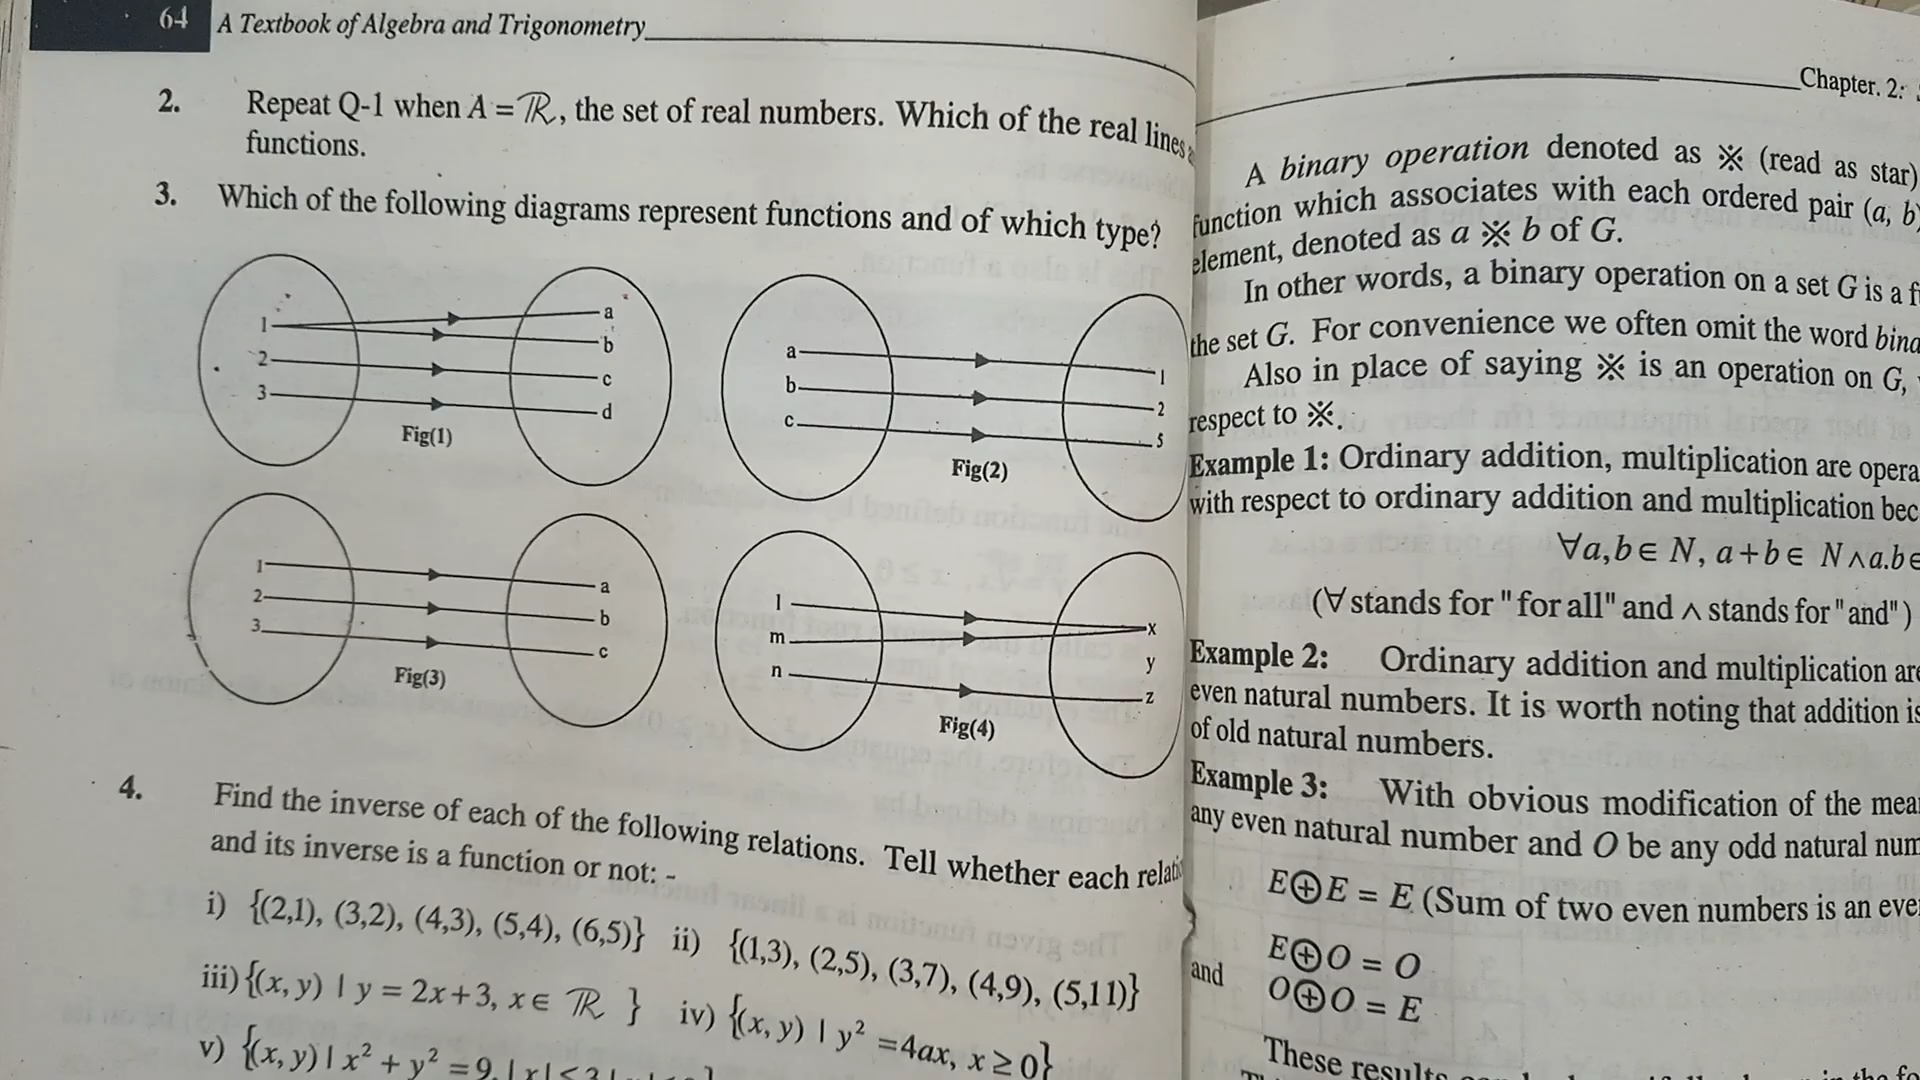 64 A Textbook of Algebra and Trigonometry
2. Repeat Q-1 when A = ℝ, the set of real numbers. Which of the real lines
functions.
3. Which of the following diagrams represent functions and of which type?
1
2
3
a
b
c
d
Fig(1)
a
b
c
1
2
5
Fig(2)
1
2
3
a
b
c
Fig(3)
l
m
n
x
y
z
Fig(4)
4. Find the inverse of each of the following relations. Tell whether each
and its inverse is a function or not: -
i) {(2,1), (3,2), (4,3), (5,4), (6,5)} ii) {(1,3), (2,5), (3,7), (4,9), (5,11)}
iii) {(x, y) | y = 2x+3, x ∈ ℝ } iv) {(x, y) | y² = 4ax, x ≥ 0}
v) {(x, y) | x² + y² = 9,
Chapter. 2:
A binary operation denoted as ※ (read as star)
function which associates with each ordered pair (a, b)
element, denoted as a ※ b of G.
In other words, a binary operation on a set G is a
the set G. For convenience we often omit the word
Also in place of saying ※ is an operation on G,
respect to ※.
Example 1: Ordinary addition, multiplication are
with respect to ordinary addition and multiplication
∀a,b∈ N, a+b∈ N∧a.b∈
(∀ stands for "for all" and ∧ stands for "and")
Example 2: Ordinary addition and multiplication
even natural numbers. It is worth noting that addition
of old natural numbers.
Example 3: With obvious modification of the
any even natural number and O be any odd natural
E⊕E = E (Sum of two even numbers is an
E⊕O = O
and O⊕O = E
These results